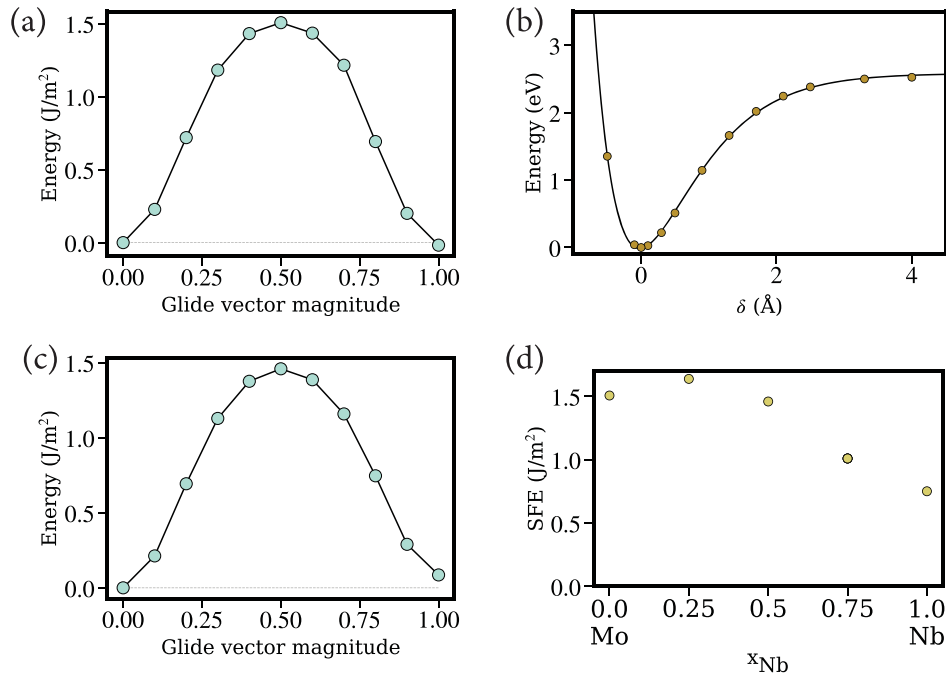 (a)
1.5
1.0
0.5
0.0
Energy (J/m²)
0.00 0.25 0.50 0.75 1.00
Glide vector magnitude
(b)
3
2
1
0
Energy (eV)
0 2 4
δ (Å)
(c)
1.5
1.0
0.5
0.0
Energy (J/m²)
0.00 0.25 0.50 0.75 1.00
Glide vector magnitude
(d)
1.5
1.0
0.5
0.0
SFE (J/m²)
0.0 0.25 0.5 0.75 1.0
Mo Nb
xNb